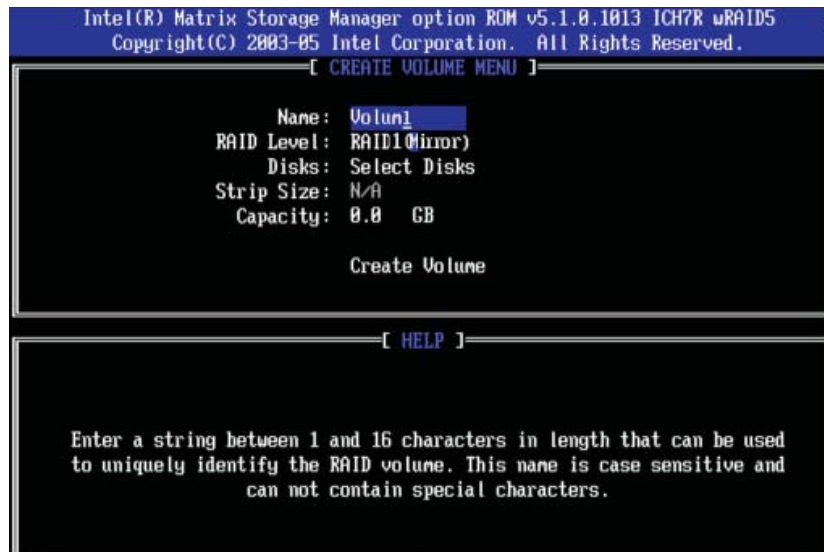 Intel(R) Matrix Storage Manager option ROM v5.1.0.1013 ICH7R wRAID5
Copyright(C) 2003-05 Intel Corporation. All Rights Reserved.
[ CREATE VOLUME MENU ]
Name: Volum1
RAID Level: RAID1(Mirror)
Disks: Select Disks
Strip Size: N/A
Capacity: 0.0 GB
Create Volume
[ HELP ]
Enter a string between 1 and 16 characters in length that can be used
to uniquely identify the RAID volume. This name is case sensitive and
can not contain special characters.